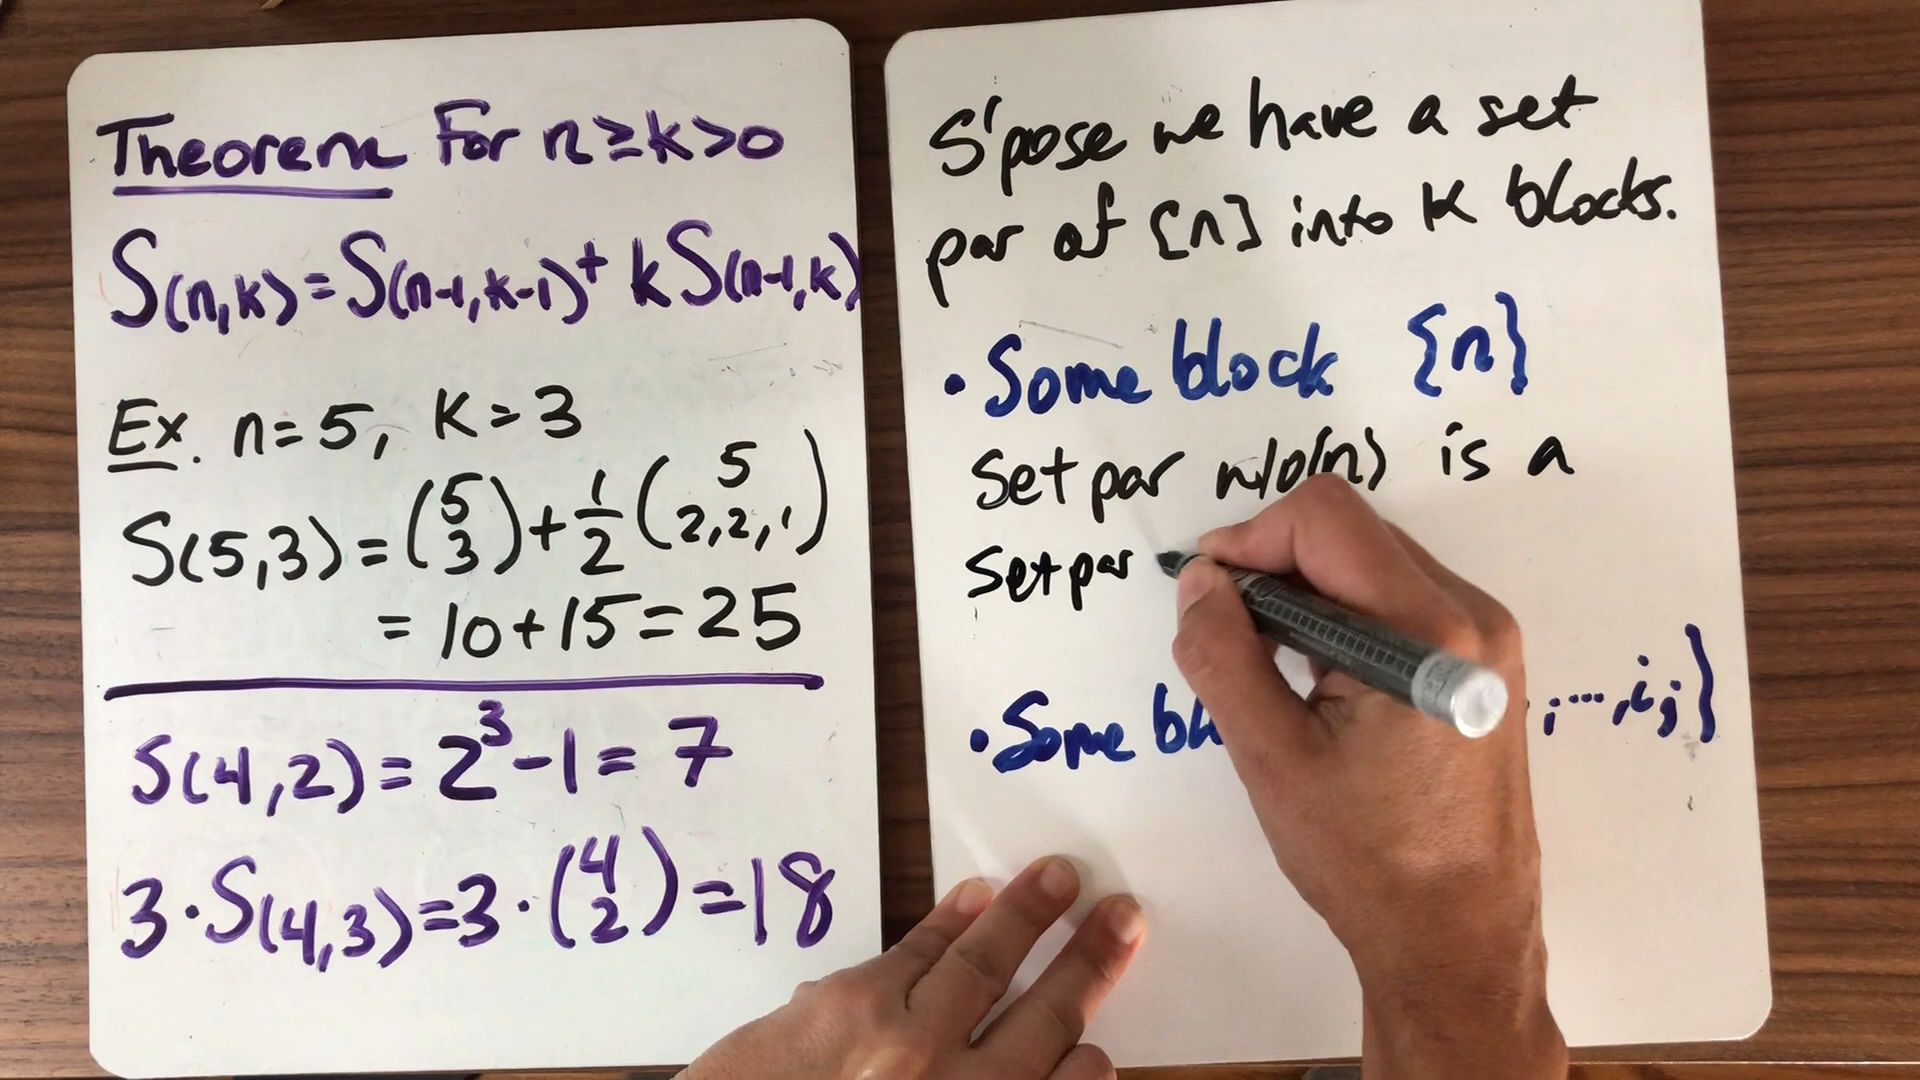 Theorem For n≥k>0
S(n,k)=S(n-1,k-1)+ kS(n-1,k)
Ex. n=5, K=3
S(5,3)=(5 3)+1/2(5 2,2,1)
=10+15=25
S(4,2)=2³-1=7
3·S(4,3)=3·(4 2)=18
S'pose we have a set
par of [n] into K blocks.
•Some block {n}
Set par w/o{n} is a
Set par
•Some ,...,ij}